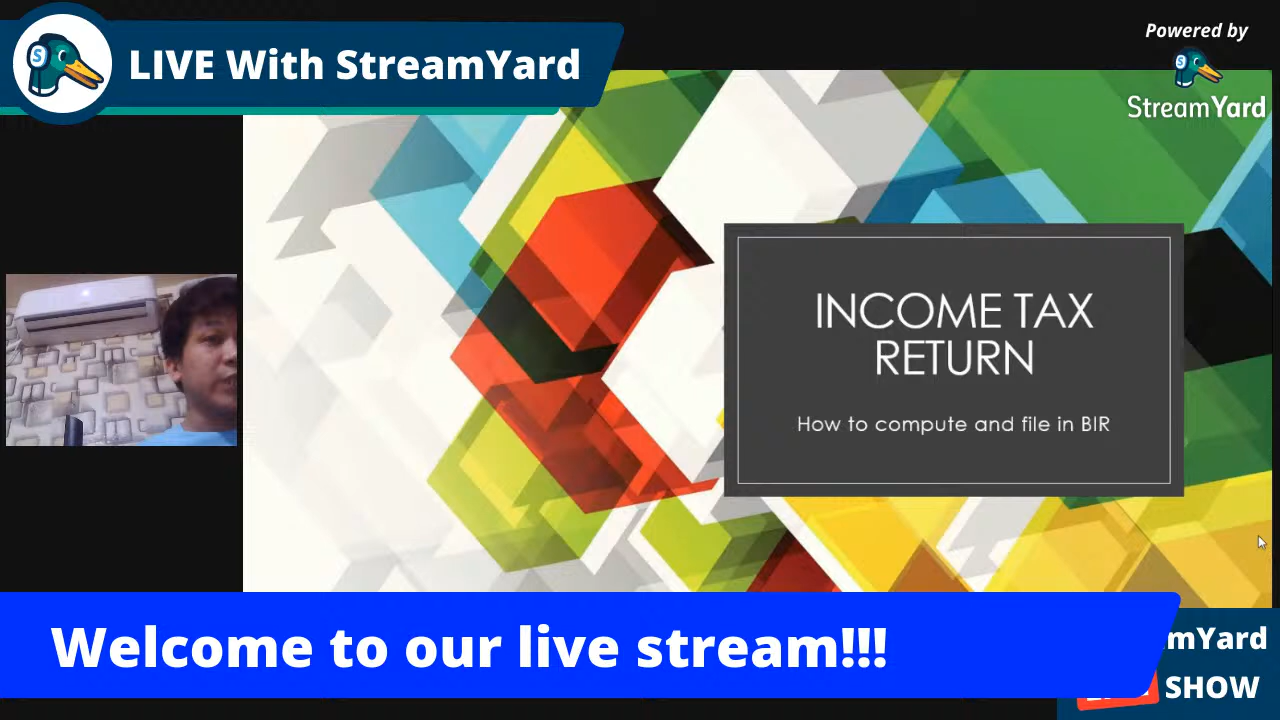 LIVE With StreamYard
Powered by
StreamYard
INCOME TAX
RETURN
How to compute and file in BIR
Welcome to our live stream!!!
mYard
SHOW